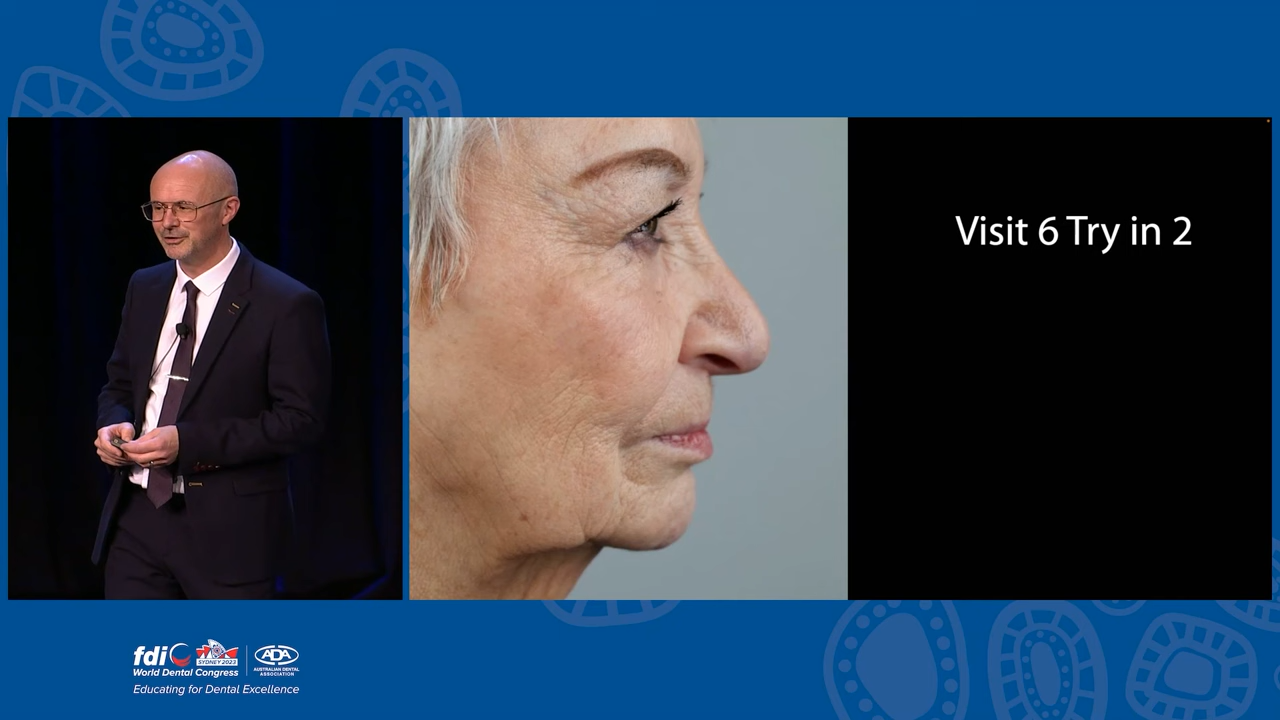 Visit 6 Try in 2
fdi
SYDNEY 2023
World Dental Congress
ADA
AUSTRALIAN DENTAL
ASSOCIATION
Educating for Dental Excellence